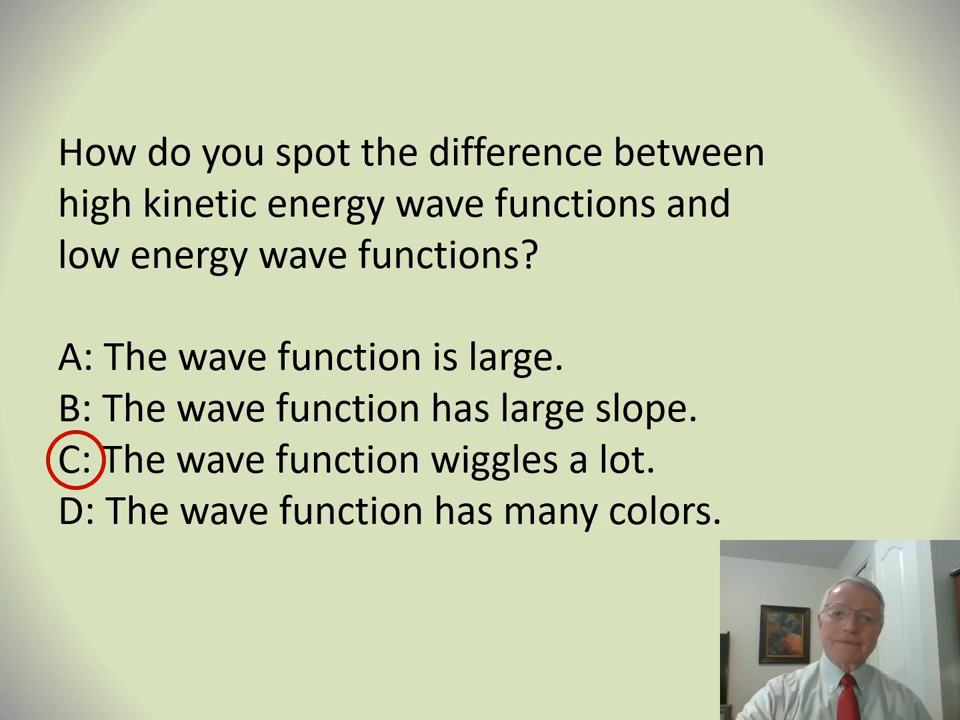 How do you spot the difference between
high kinetic energy wave functions and
low energy wave functions?
A: The wave function is large.
B: The wave function has large slope.
C: The wave function wiggles a lot.
D: The wave function has many colors.